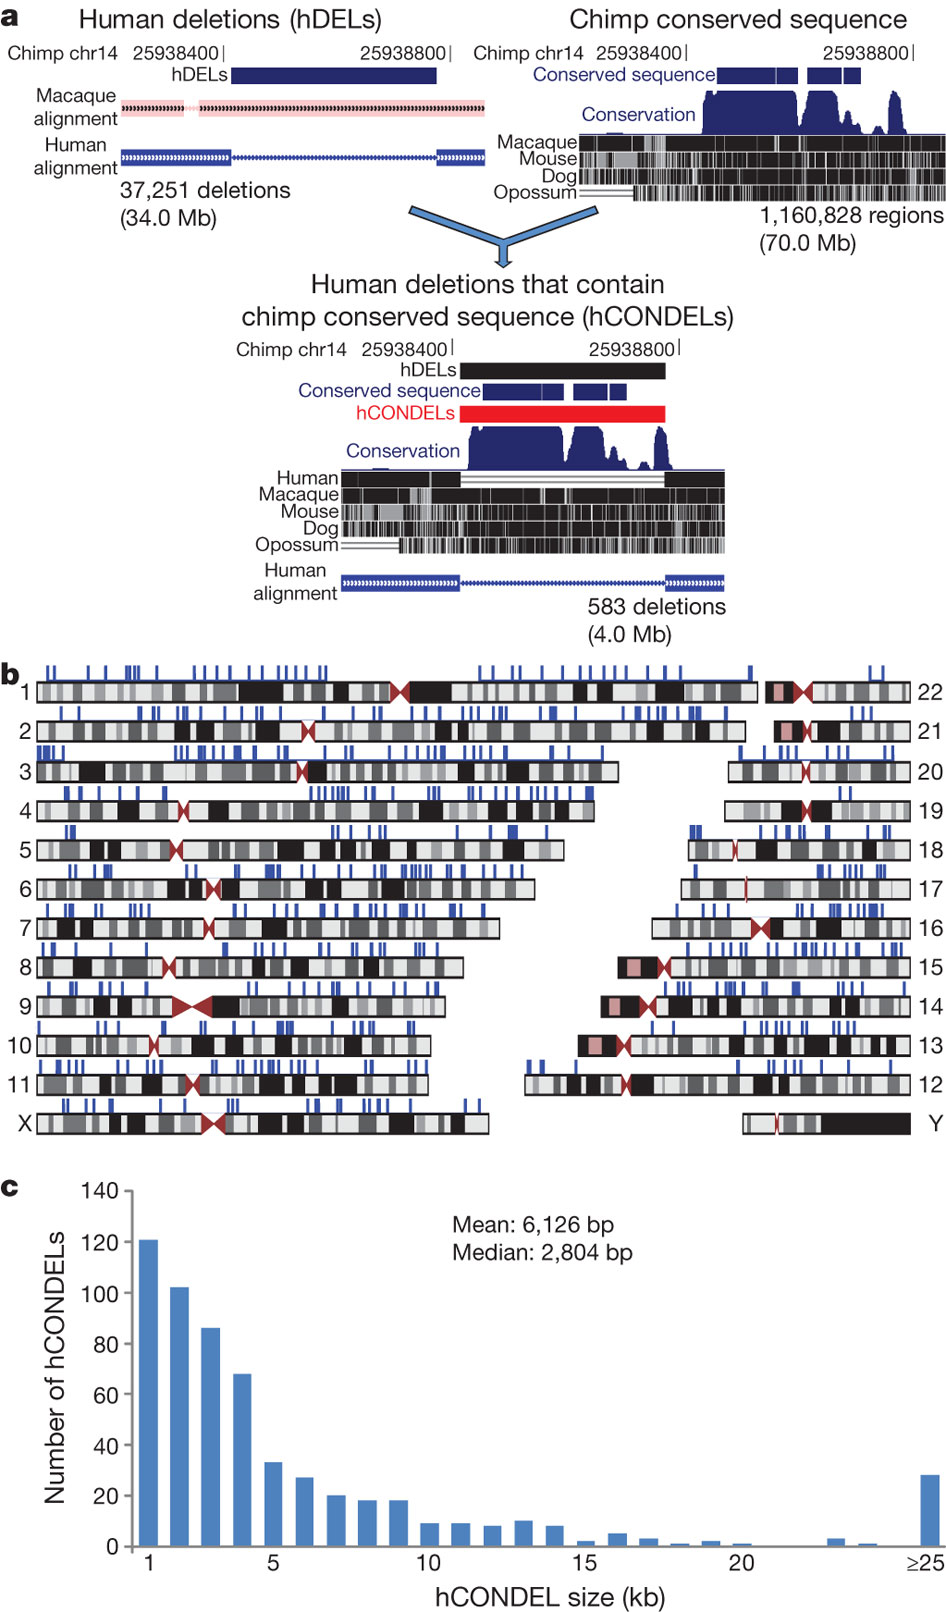 a
Human deletions (hDELs)
Chimp chr14 25938400 25938800
hDELs
Macaque
alignment
Human
alignment
37,251 deletions
(34.0 Mb)
Chimp conserved sequence
Chimp chr14 25938400 25938800
Conserved sequence
Conservation
Macaque
Mouse
Dog
Opossum
1,160,828 regions
(70.0 Mb)
Human deletions that contain
chimp conserved sequence (hCONDELs)
Chimp chr14 25938400 25938800
hDELs
Conserved sequence
hCONDELs
Conservation
Human
Macaque
Mouse
Dog
Opossum
Human
alignment
583 deletions
(4.0 Mb)
b
1 22
2 21
3 20
4 19
5 18
6 17
7 16
8 15
9 14
10 13
11 12
X Y
c
Number of hCONDELs
140
120
100
80
60
40
20
0
Mean: 6,126 bp
Median: 2,804 bp
1 5 10 15 20 ≥25
hCONDEL size (kb)